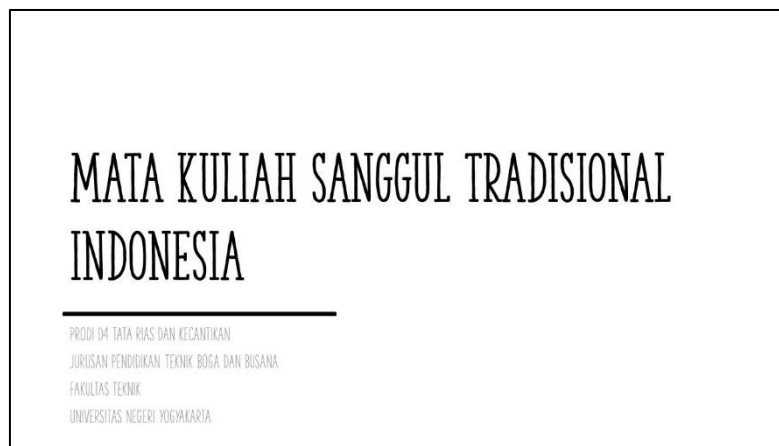 MATA KULIAH SANGGUL TRADISIONAL
INDONESIA
PRODI D4 TATA RIAS DAN KECANTIKAN
JURUSAN PENDIDIKAN TEKNIK BOGA DAN BUSANA
FAKULTAS TEKNIK
UNIVERSITAS NEGERI YOGYAKARTA